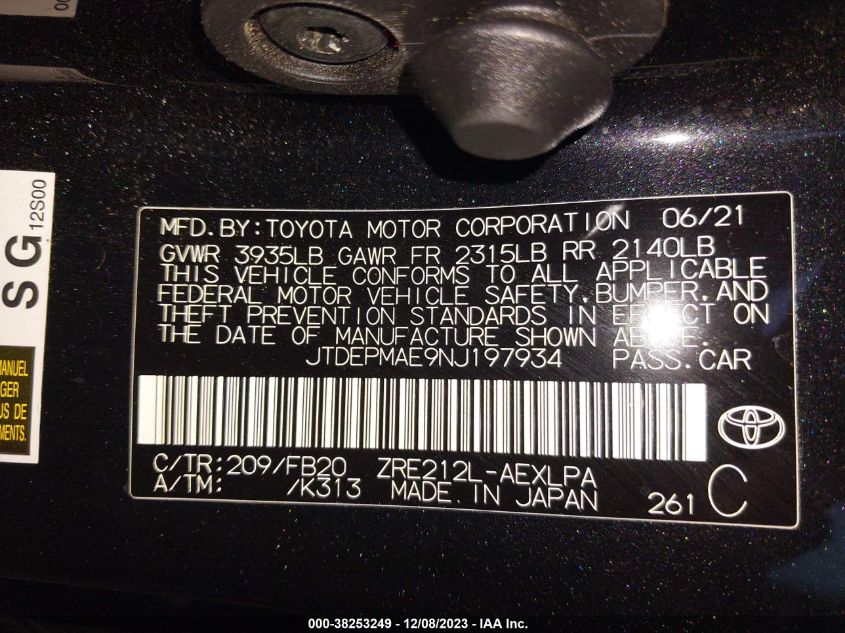 MFD.BY:TOYOTA MOTOR CORPORATION 06/21
GVWR 3935LB GAWR FR 2315LB RR 2140LB
THIS VEHICLE CONFORMS TO ALL APPLICABLE
FEDERAL MOTOR VEHICLE SAFETY,BUMPER,AND
THEFT PREVENTION STANDARDS IN EFFECT ON
THE DATE OF MANUFACTURE SHOWN ABOVE.
JTDEPMAE9NJ197934 PASS.CAR
C/TR:209/FB20 ZRE212L-AEXLPA
A/TM: /K313 MADE IN JAPAN 261 C
SG
12S00
MANUEL
GER
US DE
MENTS.
000-38253249 - 12/08/2023 - IAA Inc.